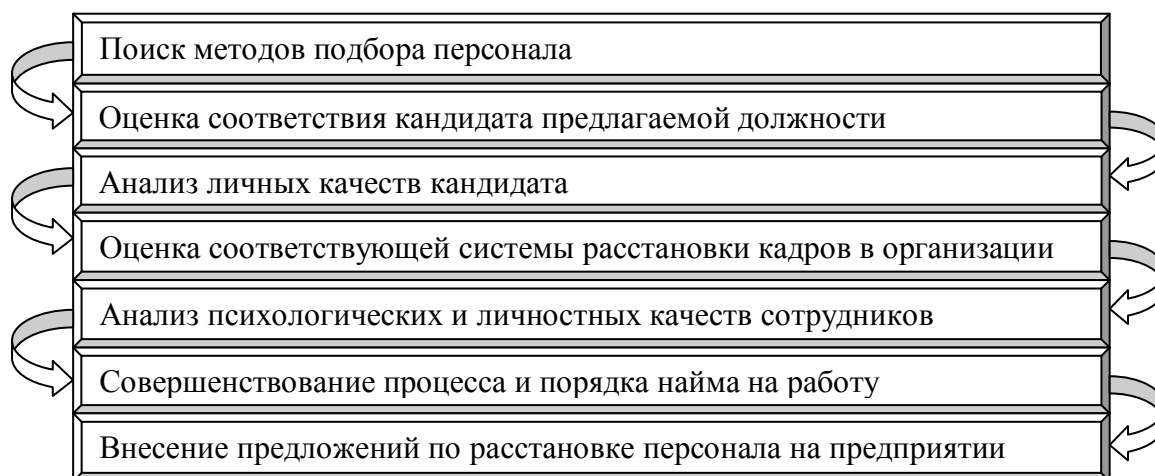 Поиск методов подбора персонала
Оценка соответствия кандидата предлагаемой должности
Анализ личных качеств кандидата
Оценка соответствующей системы расстановки кадров в организации
Анализ психологических и личностных качеств сотрудников
Совершенствование процесса и порядка найма на работу
Внесение предложений по расстановке персонала на предприятии